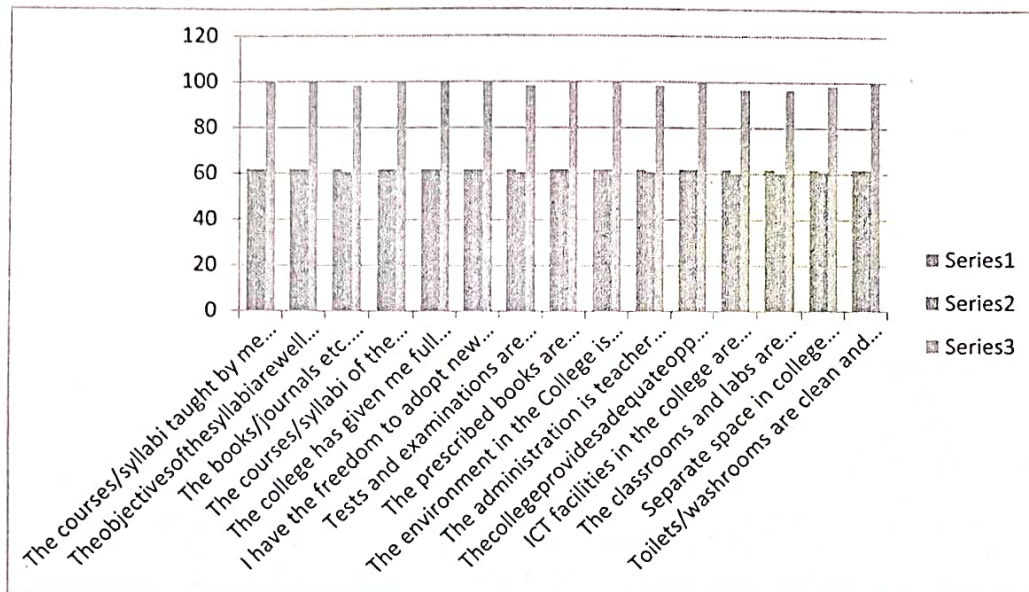 120
100
80
60
40
20
0
Series1
Series2
Series3
The courses/syllabi taught by me...
Theobjectivesofthesyllabiarewell...
The books/journals etc....
The courses/syllabi of the...
The college has given me full...
I have the freedom to adopt new...
Tests and examinations are...
The prescribed books are...
The environment in the College is...
The administration is teacher...
Thecollegeprovidesadequateopp...
ICT facilities in the college are...
The classrooms and labs are...
Separate space in college...
Toilets/washrooms are clean and...